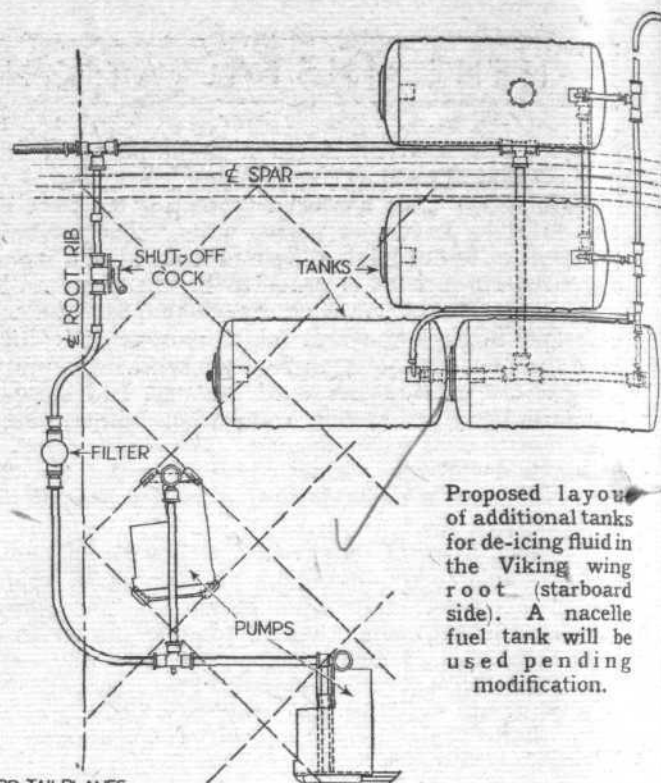 ℄ SPAR
℄ ROOT RIB
SHUT-OFF
COCK
TANKS
FILTER
PUMPS
Proposed layout
of additional tanks
for de-icing fluid in
the Viking wing
root (starboard
side). A nacelle
fuel tank will be
used pending
modification.
TAILPLANES